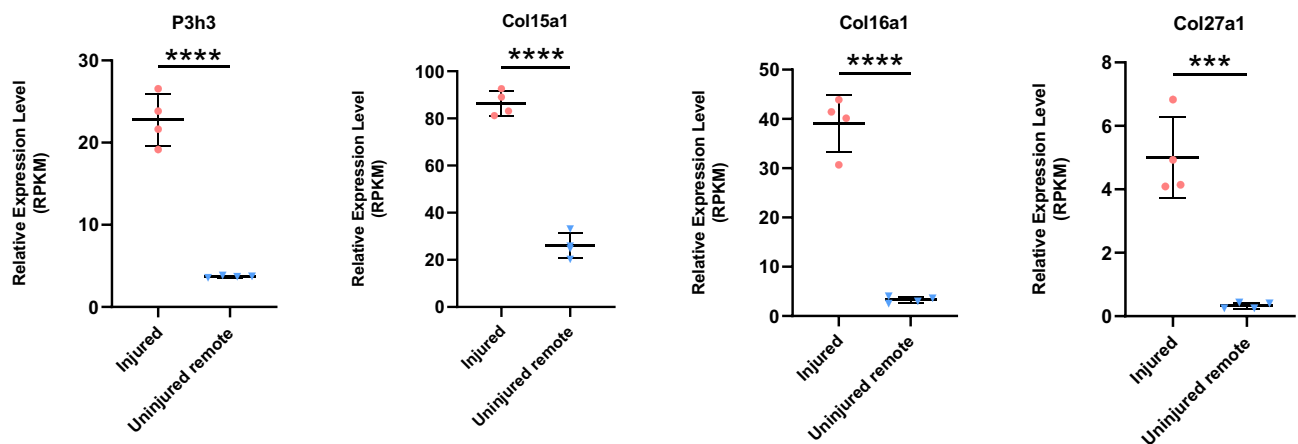 P3h3
Relative Expression Level
(RPKM)
30
20
10
0
****
Injured
Uninjured remote
Col15a1
Relative Expression Level
(RPKM)
100
80
60
40
20
0
****
Injured
Uninjured remote
Col16a1
Relative Expression Level
(RPKM)
50
40
30
20
10
0
****
Injured
Uninjured remote
Col27a1
Relative Expression Level
(RPKM)
8
6
4
2
0
***
Injured
Uninjured remote